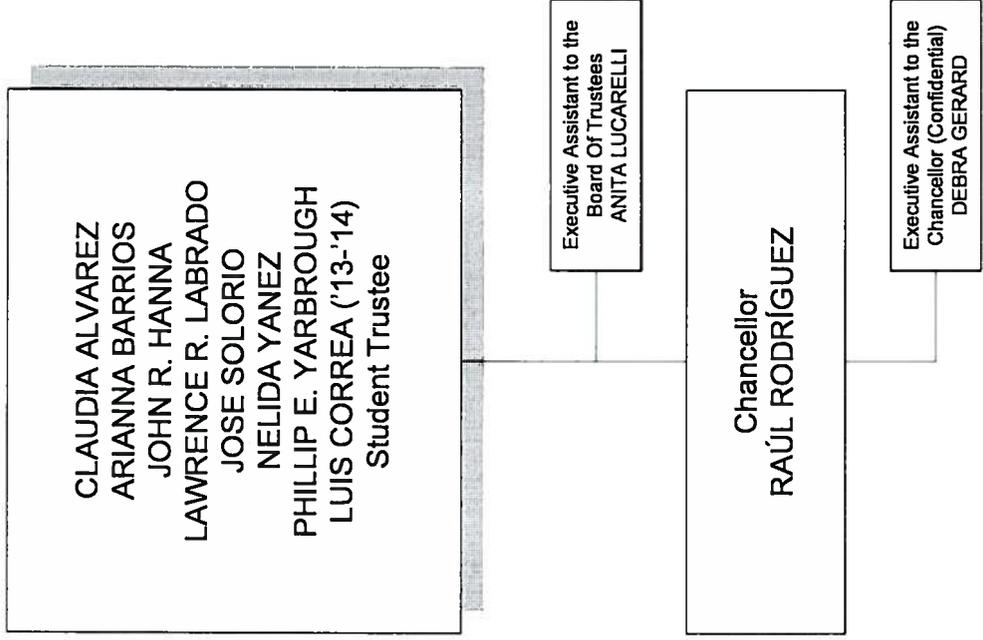 CLAUDIA ALVAREZ
ARIANNA BARRIOS
JOHN R. HANNA
LAWRENCE R. LABRADO
JOSE SOLORIO
NELIDA YANEZ
PHILLIP E. YARBROUGH
LUIS CORREA ('13-'14)
Student Trustee
Executive Assistant to the
Board Of Trustees
ANITA LUCARELLI
Chancellor
RAÚL RODRÍGUEZ
Executive Assistant to the
Chancellor (Confidential)
DEBRA GERARD